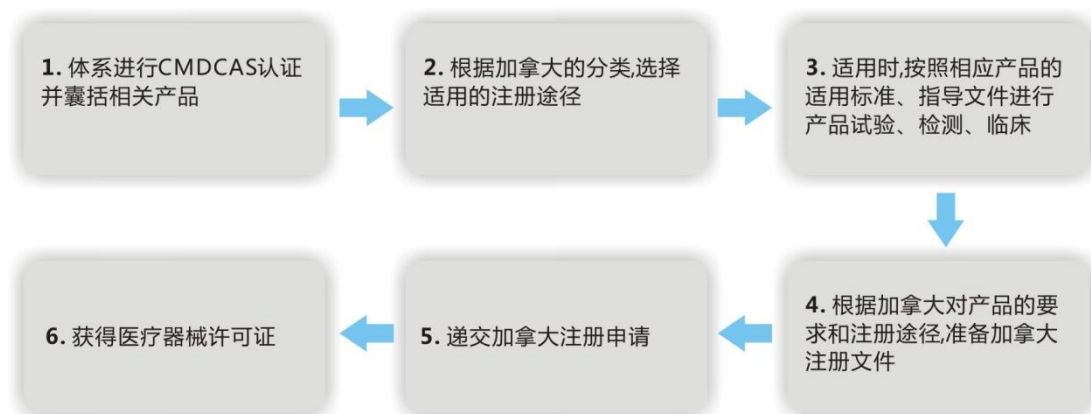 1. 体系进行CMDCAS认证
并囊括相关产品
2. 根据加拿大的分类,选择
适用的注册途径
3. 适用时,按照相应产品的
适用标准、指导文件进行
产品试验、检测、临床
4. 根据加拿大对产品的要
求和注册途径,准备加拿大
注册文件
5. 递交加拿大注册申请
6. 获得医疗器械许可证